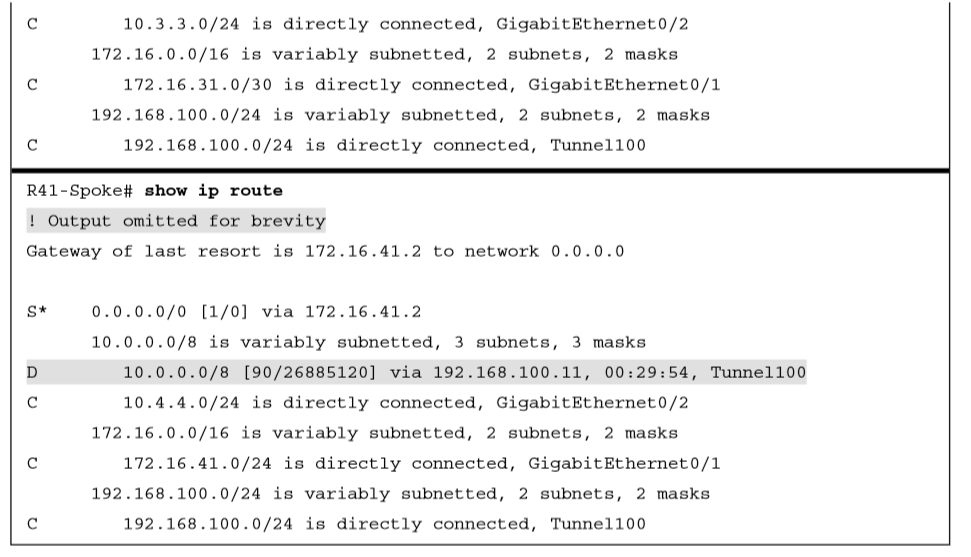 C        10.3.3.0/24 is directly connected, GigabitEthernet0/2
      172.16.0.0/16 is variably subnetted, 2 subnets, 2 masks
C        172.16.31.0/30 is directly connected, GigabitEthernet0/1
      192.168.100.0/24 is variably subnetted, 2 subnets, 2 masks
C        192.168.100.0/24 is directly connected, Tunnel100
R41-Spoke# show ip route
! Output omitted for brevity
Gateway of last resort is 172.16.41.2 to network 0.0.0.0
S*    0.0.0.0/0 [1/0] via 172.16.41.2
      10.0.0.0/8 is variably subnetted, 3 subnets, 3 masks
D        10.0.0.0/8 [90/26885120] via 192.168.100.11, 00:29:54, Tunnel100
C        10.4.4.0/24 is directly connected, GigabitEthernet0/2
      172.16.0.0/16 is variably subnetted, 2 subnets, 2 masks
C        172.16.41.0/24 is directly connected, GigabitEthernet0/1
      192.168.100.0/24 is variably subnetted, 2 subnets, 2 masks
C        192.168.100.0/24 is directly connected, Tunnel100